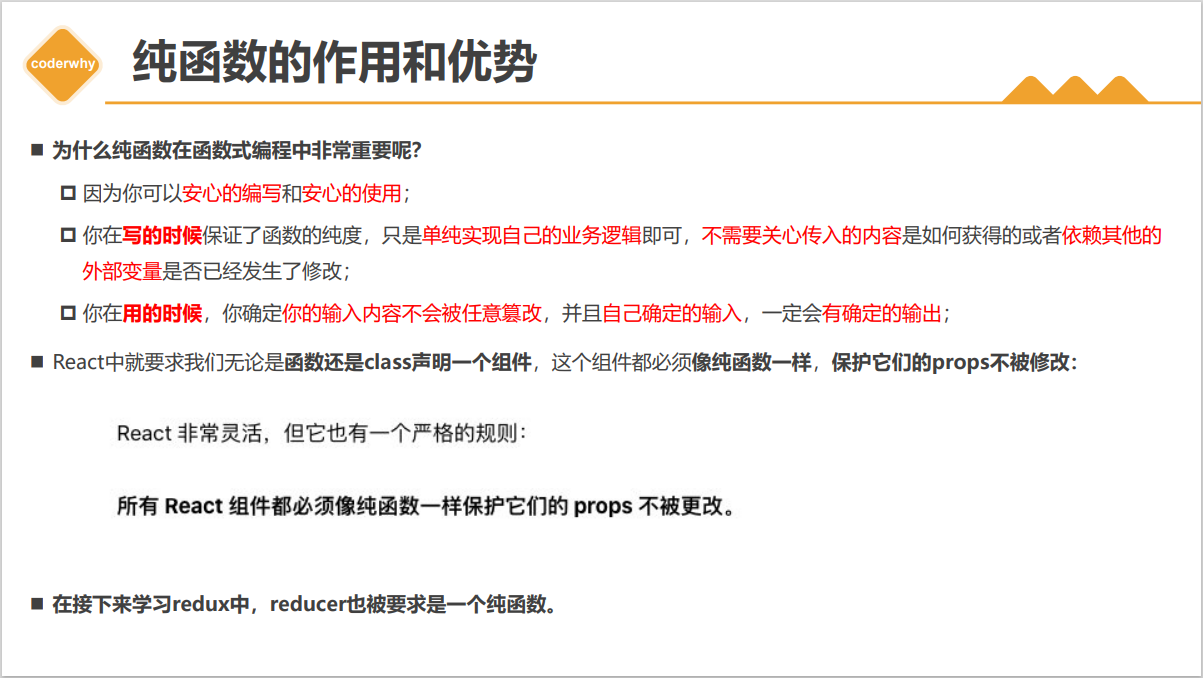 coderwhy
纯函数的作用和优势
为什么纯函数在函数式编程中非常重要呢？
因为你可以安心的编写和安心的使用；
你在写的时候保证了函数的纯度，只是单纯实现自己的业务逻辑即可，不需要关心传入的内容是如何获得的或者依赖其他的
外部变量是否已经发生了修改；
你在用的时候，你确定你的输入内容不会被任意篡改，并且自己确定的输入，一定会有确定的输出；
React中就要求我们无论是函数还是class声明一个组件，这个组件都必须像纯函数一样，保护它们的props不被修改：
React 非常灵活，但它也有一个严格的规则：
所有 React 组件都必须像纯函数一样保护它们的 props 不被更改。
在接下来学习redux中，reducer也被要求是一个纯函数。